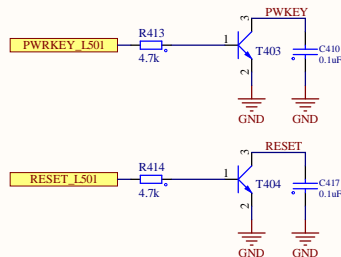 PWKEY
R413
3
PWRKEY_L501
1
T403
C410
0.1uF
4.7k
2
GND
GND
RESET
R414
3
RESET_L501
1
T404
C417
0.1uF
4.7k
2
GND
GND